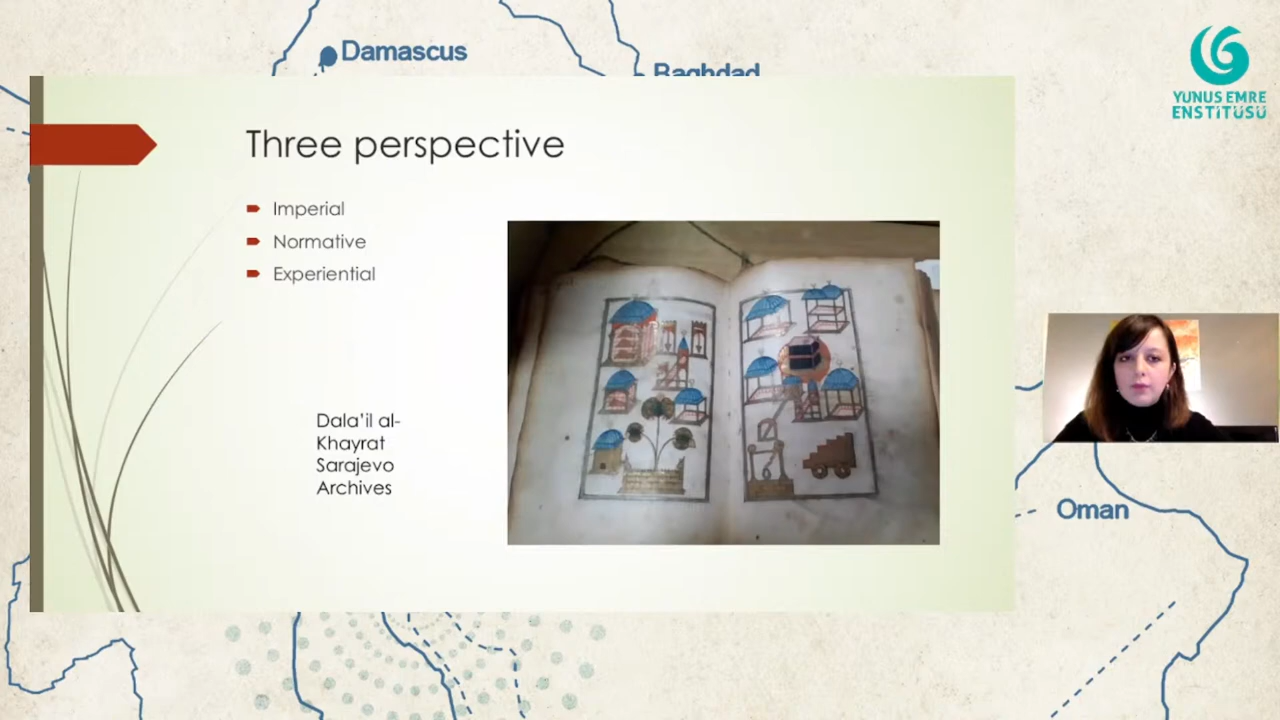 Damascus
Baghdad
YUNUS EMRE
ENSTİTÜSÜ
Three perspective
Imperial
Normative
Experiential
Dala'il al-
Khayrat
Sarajevo
Archives
Oman